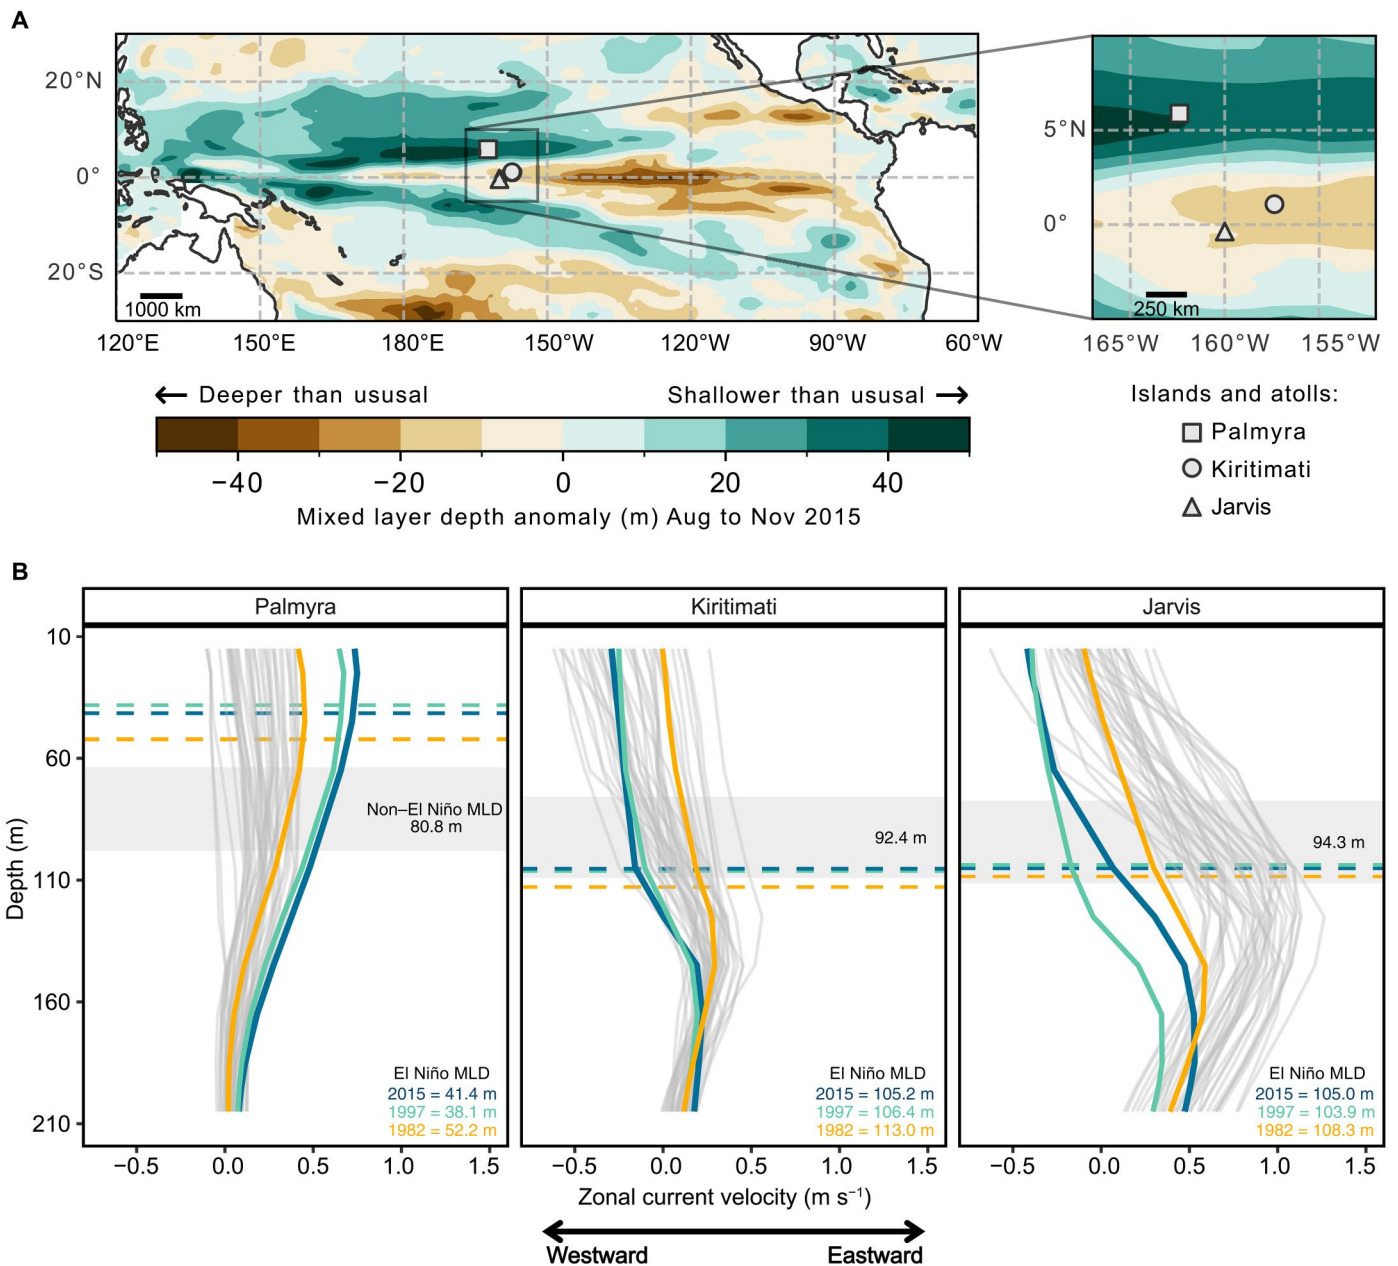 A
20°N
0°
20°S
1000 km
120°E 150°E 180°E 150°W 120°W 90°W 60°W
5°N
0°
250 km
165°W 160°W 155°W
← Deeper than ususal Shallower than ususal →
−40 −20 0 20 40
Mixed layer depth anomaly (m) Aug to Nov 2015
Islands and atolls:
Palmyra
Kiritimati
Jarvis
B
Palmyra Kiritimati Jarvis
Depth (m)
10
60
110
160
210
Non–El Niño MLD
80.8 m
92.4 m
94.3 m
El Niño MLD
2015 = 41.4 m
1997 = 38.1 m
1982 = 52.2 m
El Niño MLD
2015 = 105.2 m
1997 = 106.4 m
1982 = 113.0 m
El Niño MLD
2015 = 105.0 m
1997 = 103.9 m
1982 = 108.3 m
−0.5 0.0 0.5 1.0 1.5 −0.5 0.0 0.5 1.0 1.5 −0.5 0.0 0.5 1.0 1.5
Zonal current velocity (m s⁻¹)
Westward Eastward